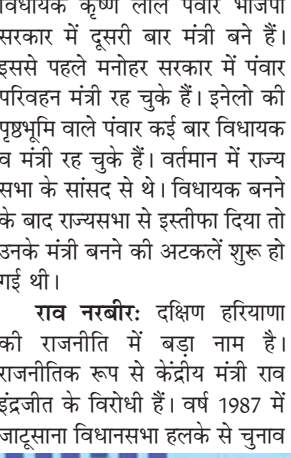 विधायक कृष्ण लाल पंवार भाजपा
सरकार में दूसरी बार मंत्री बने हैं।
इससे पहले मनोहर सरकार में पंवार
परिवहन मंत्री रह चुके हैं। इनेलो की
पृष्ठभूमि वाले पंवार कई बार विधायक
व मंत्री रह चुके हैं। वर्तमान में राज्य
सभा के सांसद से थे। विधायक बनने
के बाद राज्यसभा से इस्तीफा दिया तो
उनके मंत्री बनने की अटकलें शुरू हो
गई थी।
राव नरबीर: दक्षिण हरियाणा
की राजनीति में बड़ा नाम है।
राजनीतिक रूप से केंद्रीय मंत्री राव
इंद्रजीत के विरोधी हैं। वर्ष 1987 में
जाटूसाना विधानसभा हलके से चुनाव